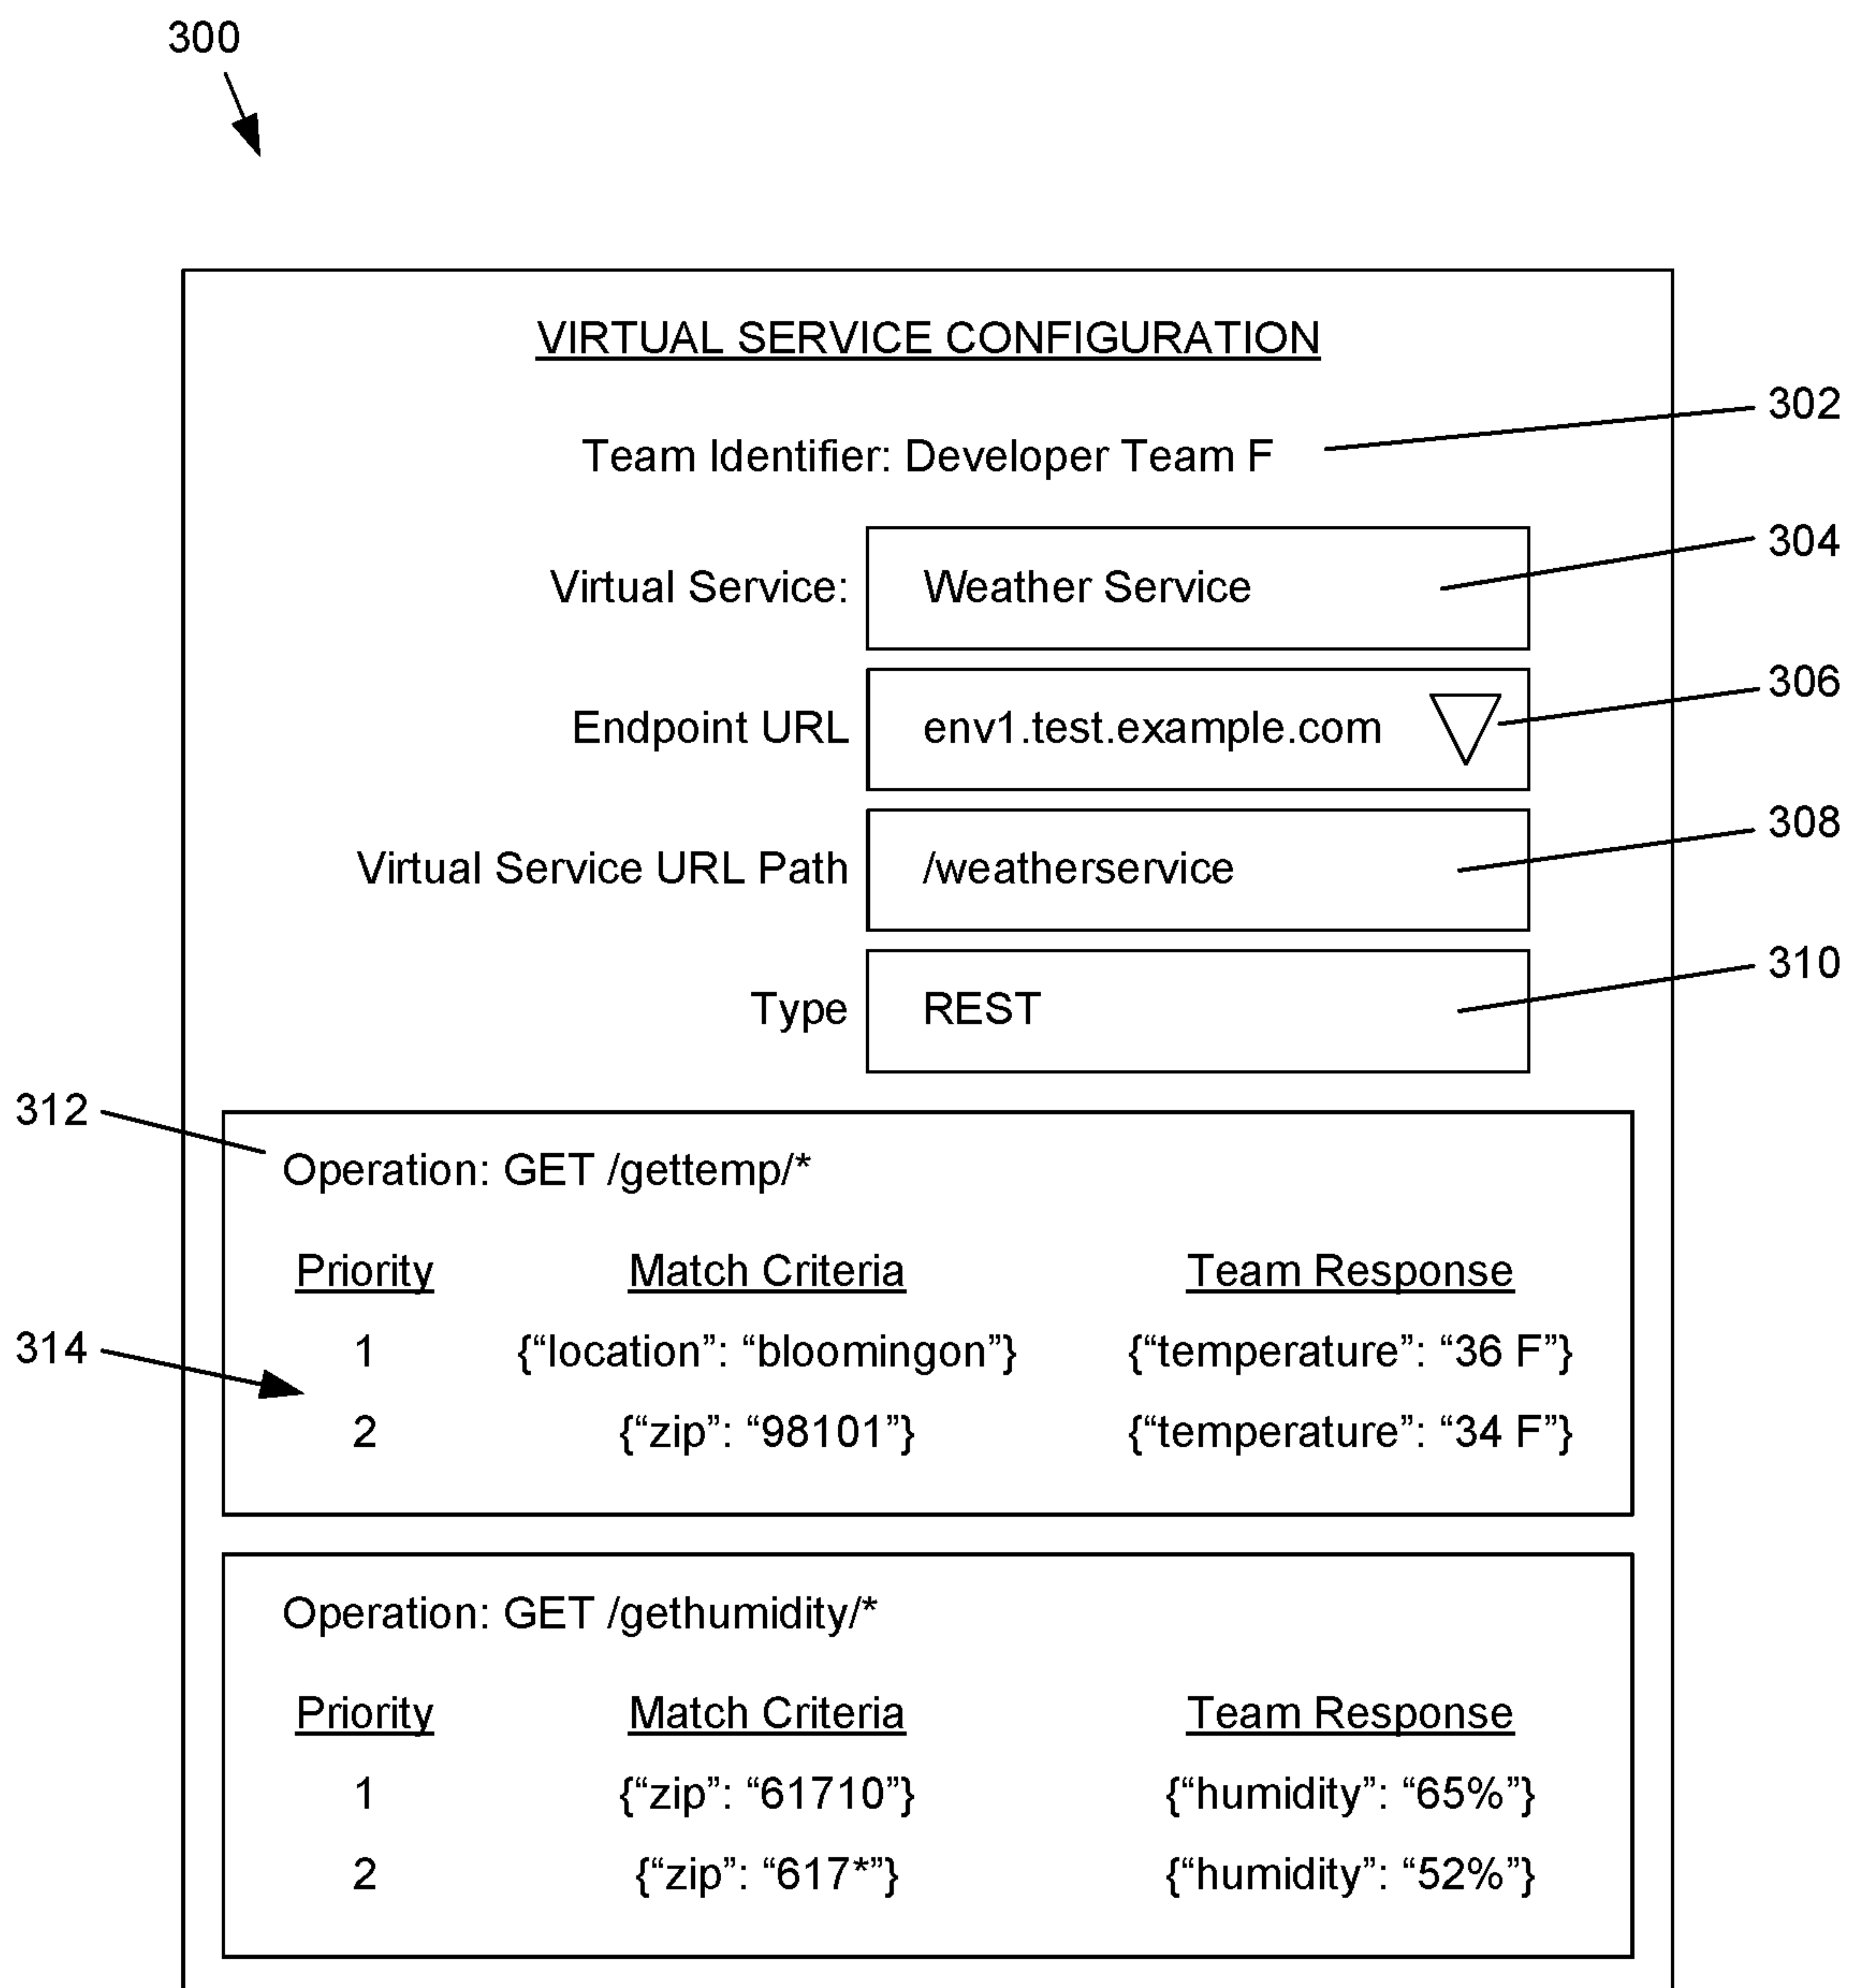 300
VIRTUAL SERVICE CONFIGURATION
302
Team Identifier: Developer Team F
304
Virtual Service: Weather Service
306
Endpoint URL env1.test.example.com
308
Virtual Service URL Path /weatherservice
310
Type REST
312
Operation: GET /gettemp/*
Priority Match Criteria Team Response
314
1 {“location”: “bloomingon”} {“temperature”: “36 F”}
2 {“zip”: “98101”} {“temperature”: “34 F”}
Operation: GET /gethumidity/*
Priority Match Criteria Team Response
1 {“zip”: “61710”} {“humidity”: “65%”}
2 {“zip”: “617*”} {“humidity”: “52%”}